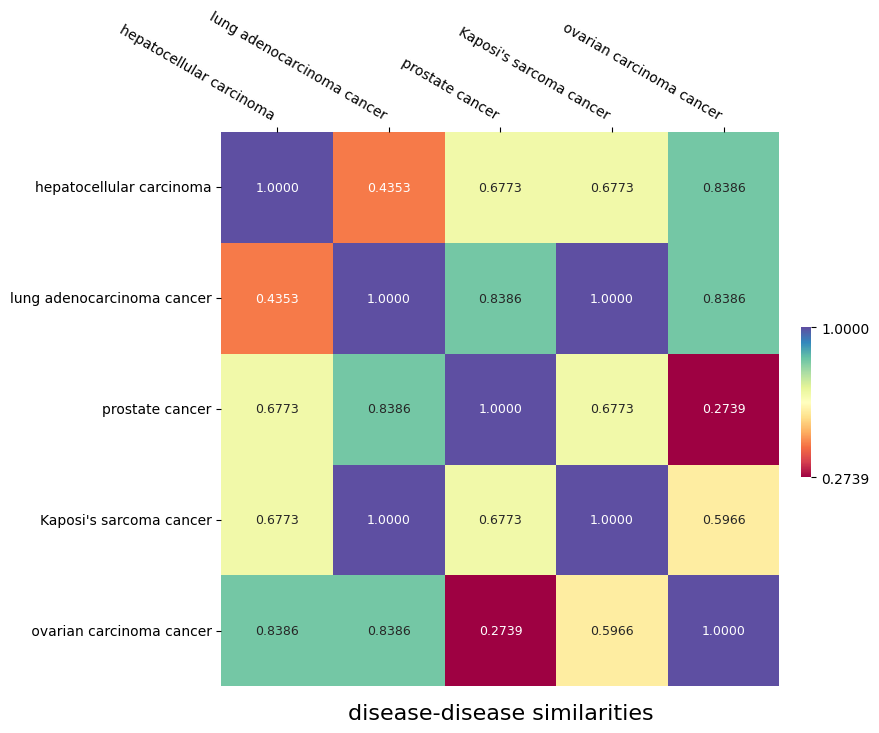 hepatocellular carcinoma
lung adenocarcinoma cancer
prostate cancer
Kaposi's sarcoma cancer
ovarian carcinoma cancer
hepatocellular carcinoma 1.0000 0.4353 0.6773 0.6773 0.8386
lung adenocarcinoma cancer 0.4353 1.0000 0.8386 1.0000 0.8386
1.0000
prostate cancer 0.6773 0.8386 1.0000 0.6773 0.2739
0.2739
Kaposi's sarcoma cancer 0.6773 1.0000 0.6773 1.0000 0.5966
ovarian carcinoma cancer 0.8386 0.8386 0.2739 0.5966 1.0000
disease-disease similarities